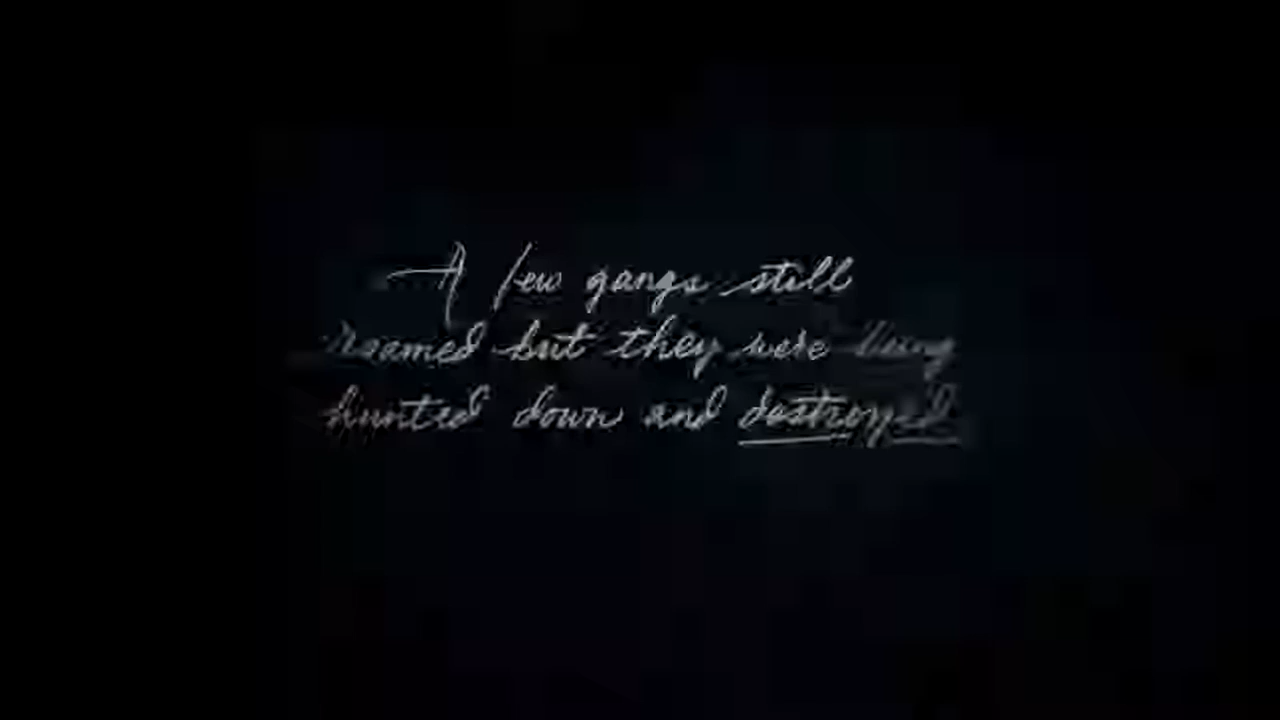 A few gangs still
roamed but they were being
hunted down and destroyed.